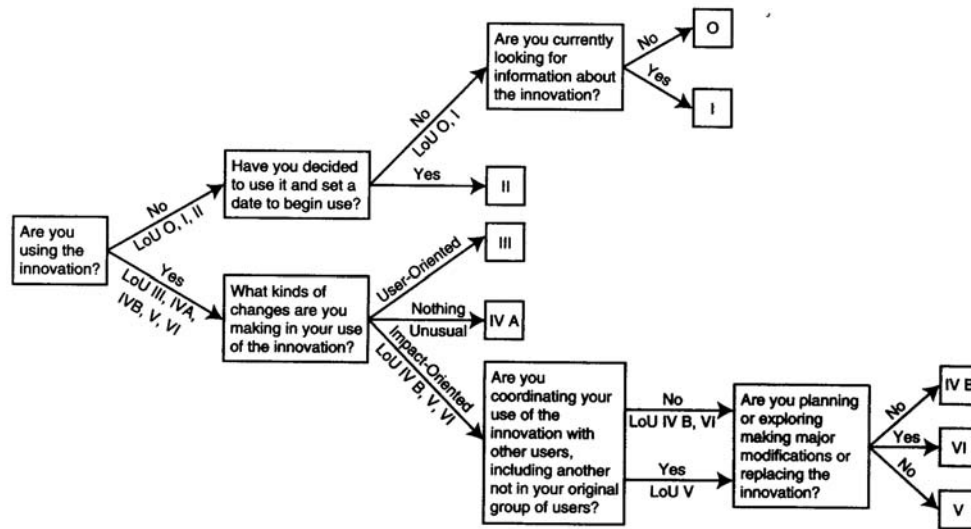 Are you currently
looking for
information about
the innovation?
No
O
Yes
I
No
LoU O, I
Have you decided
to use it and set a
date to begin use?
Yes
II
No
LoU O, I, II
Are you
using the
innovation?
Yes
LoU III, IVA,
IVB, V, VI
What kinds of
changes are you
making in your use
of the innovation?
User-Oriented
III
Nothing
Unusual
IV A
Impact-Oriented
LoU IV B, V, VI
Are you
coordinating your
use of the
innovation with
other users,
including another
not in your original
group of users?
No
LoU IV B, VI
Yes
LoU V
Are you planning
or exploring
making major
modifications or
replacing the
innovation?
No
IV B
Yes
VI
No
V